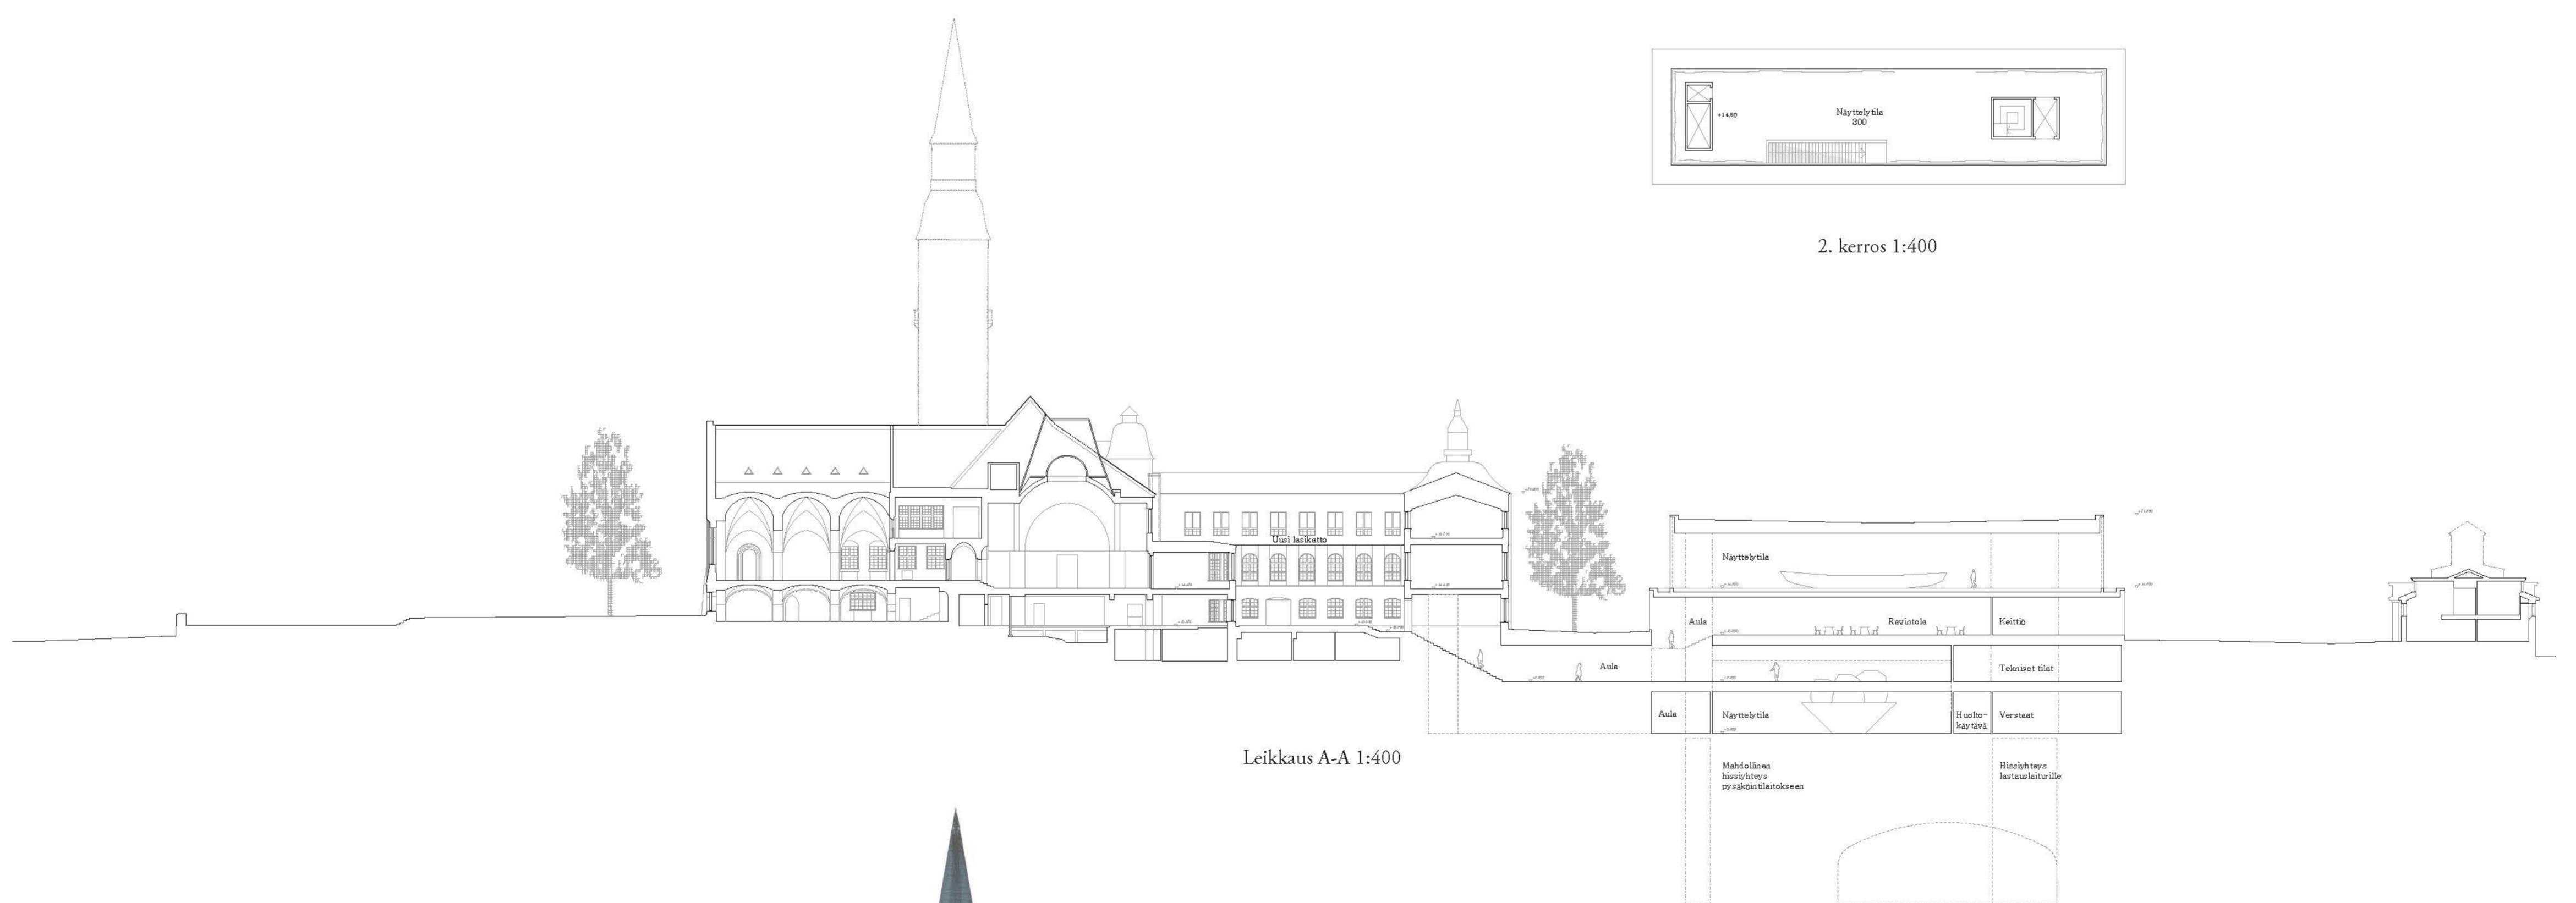 +14.50
Näyttelytila
300
2. kerros 1:400
Uusi lasikatto
Näyttelytila
Aula
Ravintola
Keittiö
Aula
Tekniset tilat
Aula
Näyttelytila
Huolto-
käytävä
Verstaat
Leikkaus A-A 1:400
Mahdollinen
hissiyhteys
pysäköintilaitokseen
Hissiyhteys
lastauslaiturille